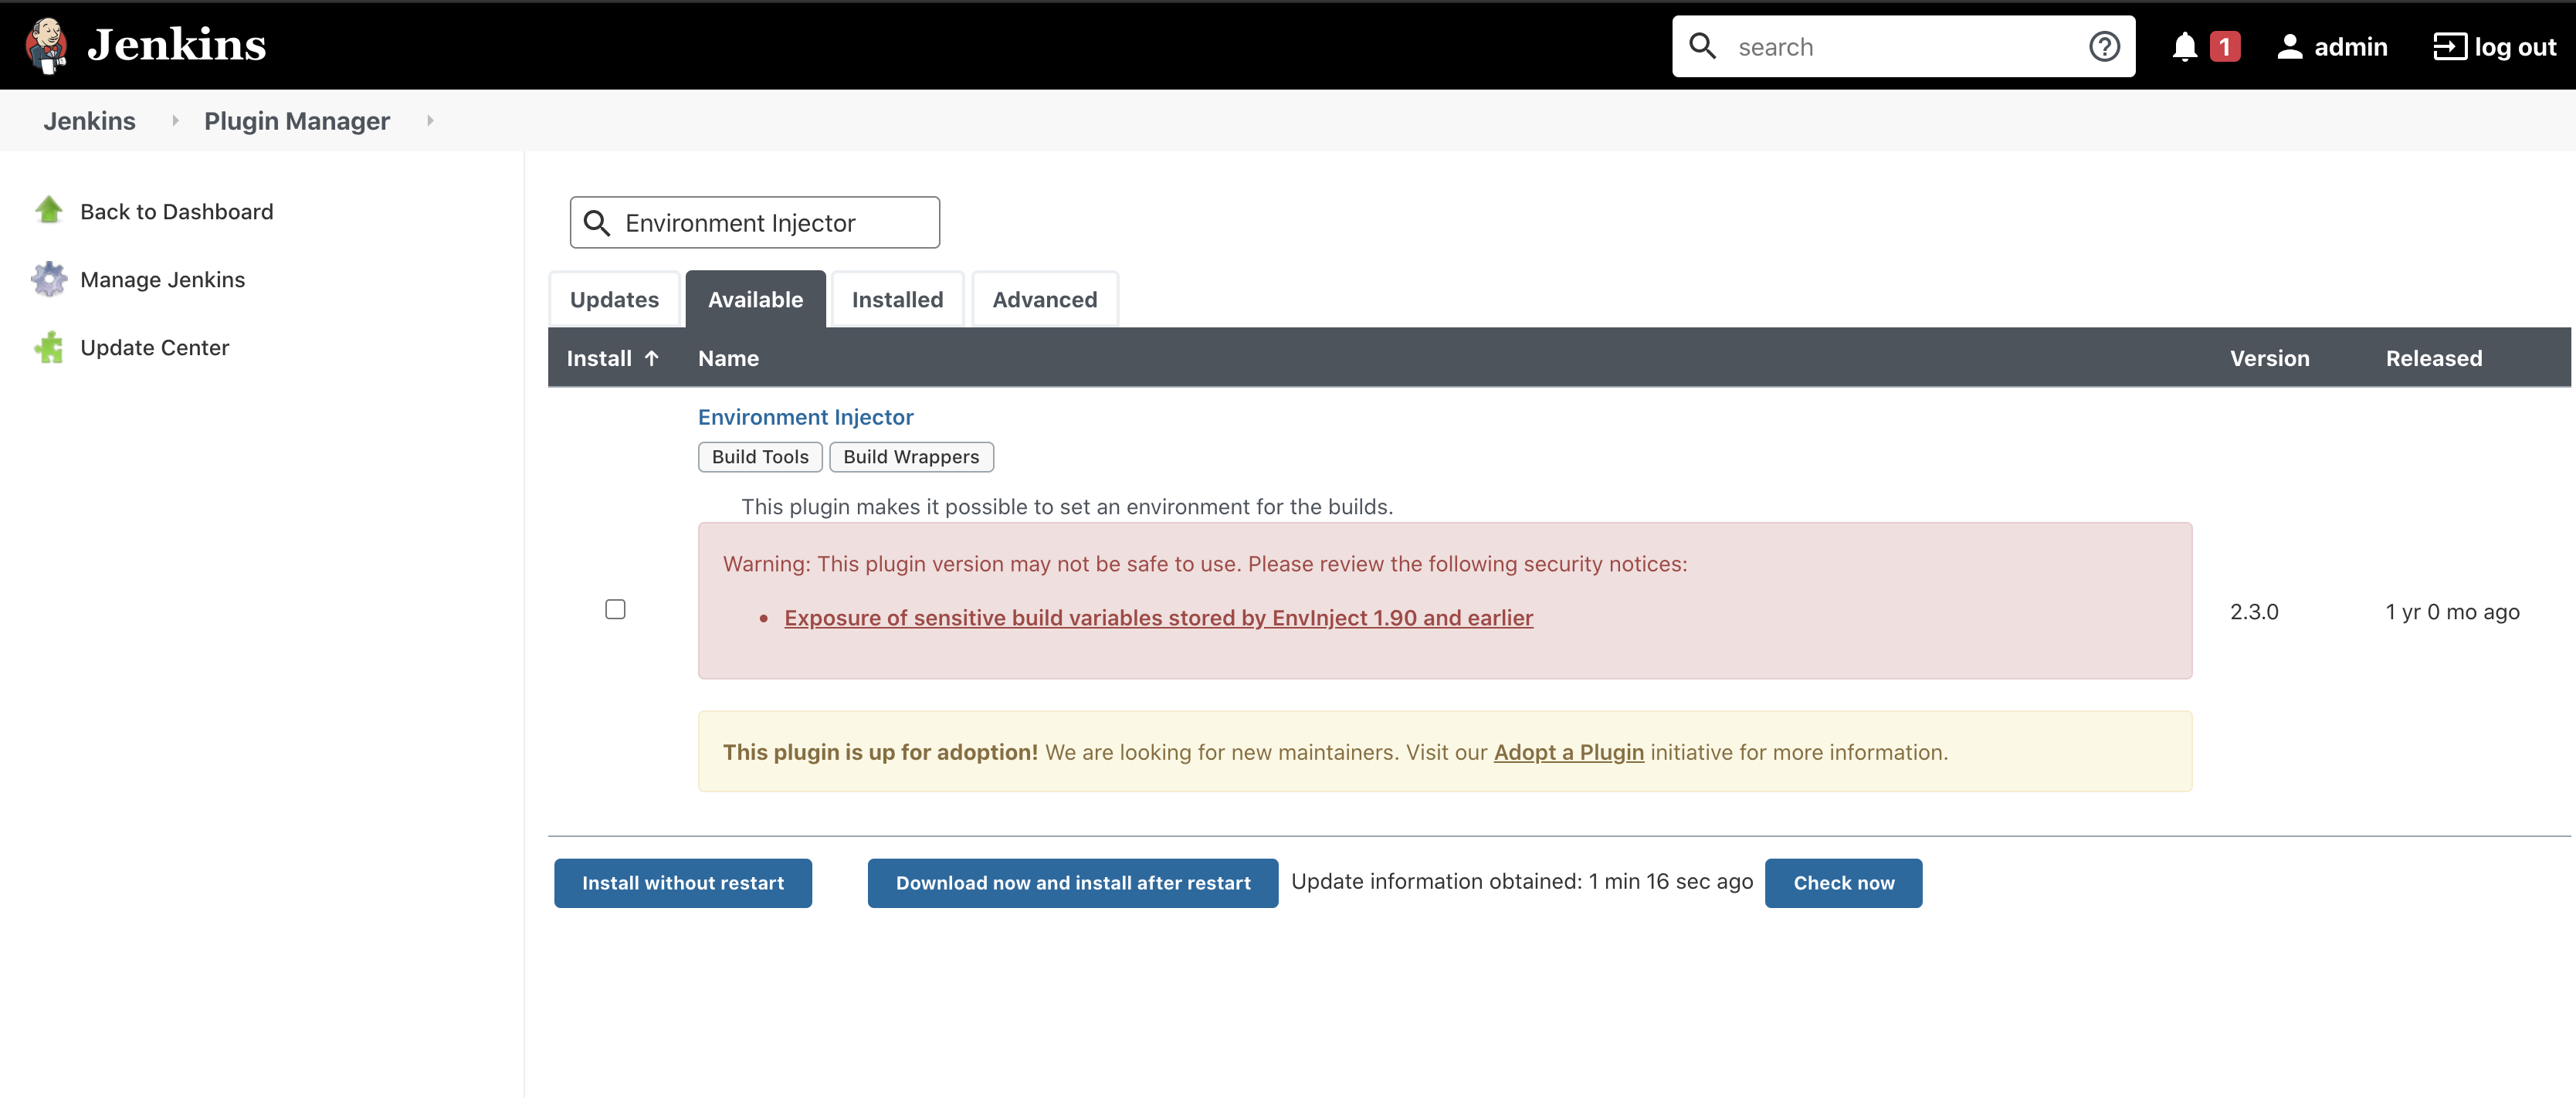 Jenkins
search
1
admin
log out
Jenkins
Plugin Manager
Back to Dashboard
Manage Jenkins
Update Center
Environment Injector
Updates
Available
Installed
Advanced
Install ↑
Name
Version
Released
Environment Injector
Build Tools
Build Wrappers
This plugin makes it possible to set an environment for the builds.
Warning: This plugin version may not be safe to use. Please review the following security notices:
• Exposure of sensitive build variables stored by EnvInject 1.90 and earlier
2.3.0
1 yr 0 mo ago
This plugin is up for adoption! We are looking for new maintainers. Visit our Adopt a Plugin initiative for more information.
Install without restart
Download now and install after restart
Update information obtained: 1 min 16 sec ago
Check now